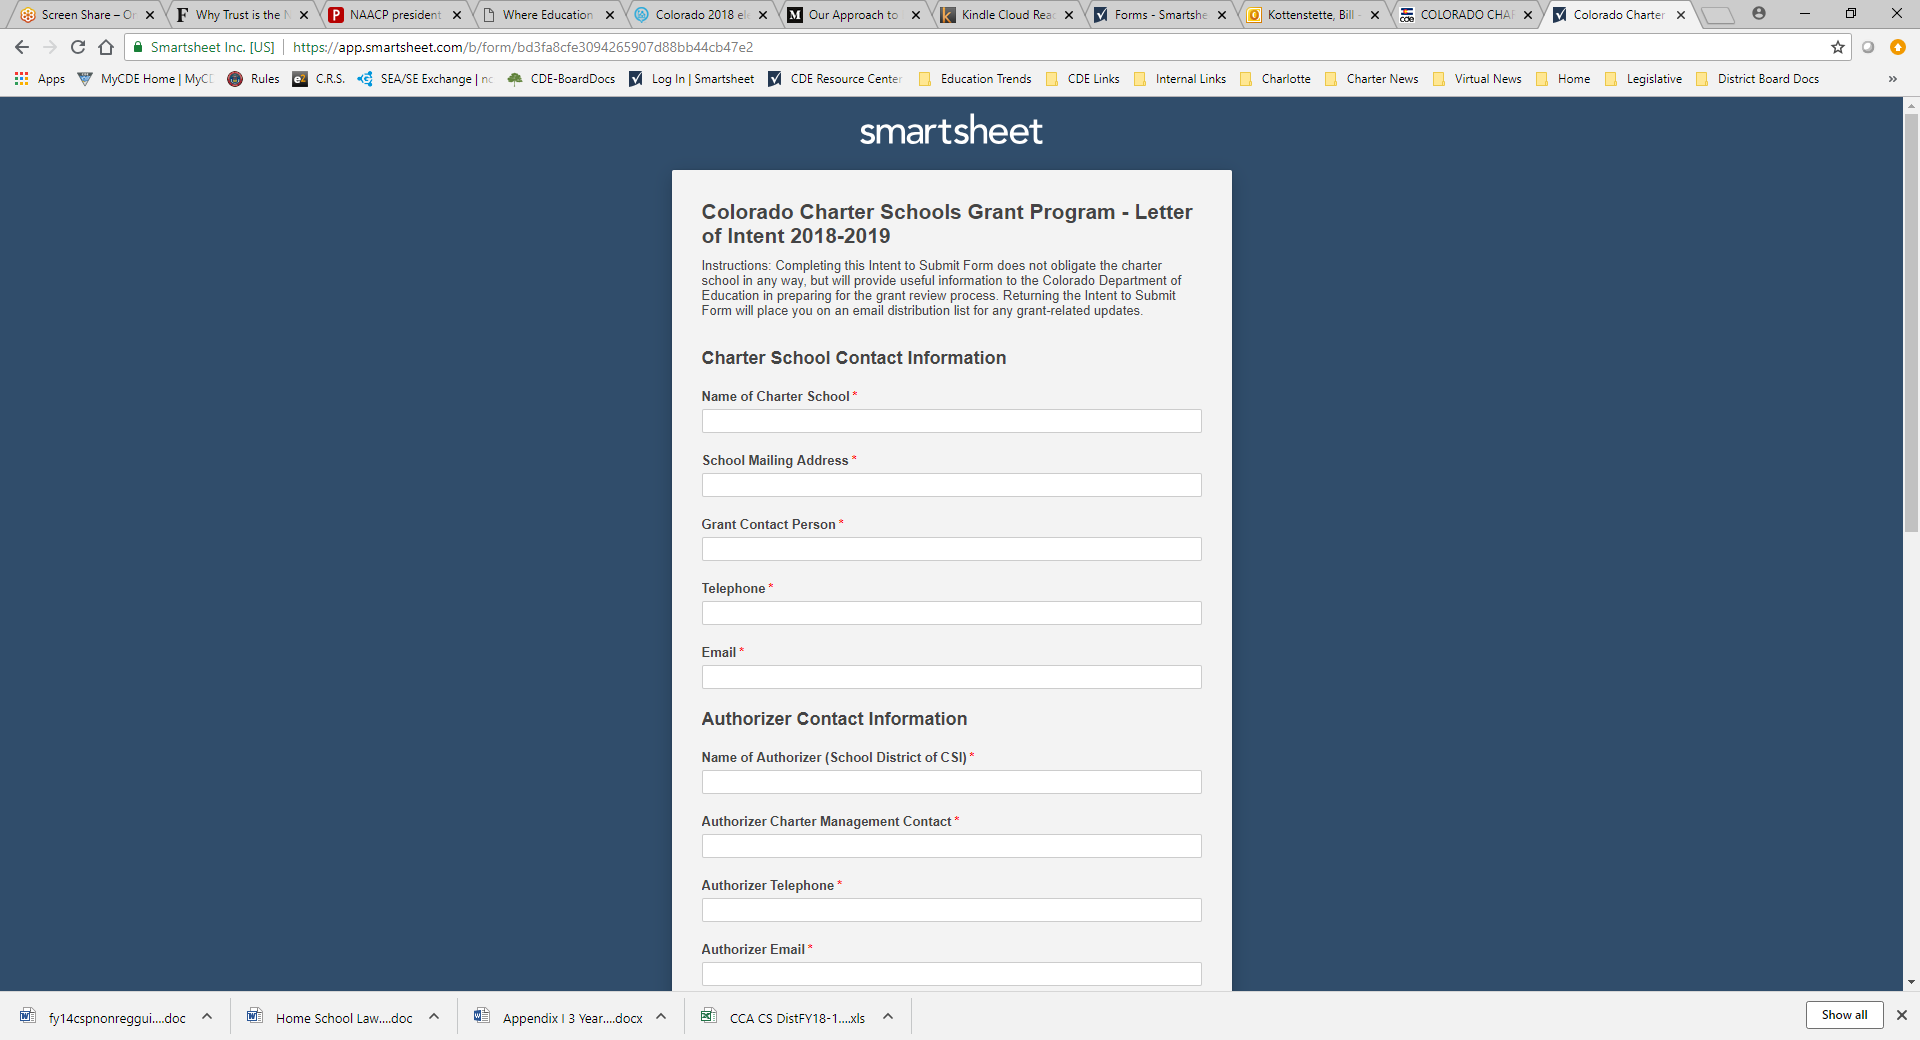 Screen Share – Or
Why Trust is the N
NAACP president
Where Education
Colorado 2018 ele
Our Approach to
Kindle Cloud Read
Forms - Smartshe
Kottenstette, Bill -
COLORADO CHAR
Colorado Charter
Smartsheet Inc. [US]
https://app.smartsheet.com/b/form/bd3fa8cfe3094265907d88bb44cb47e2
Apps
MyCDE Home | MyCD
Rules
C.R.S.
SEA/SE Exchange | nc
CDE-BoardDocs
Log In | Smartsheet
CDE Resource Center
Education Trends
CDE Links
Internal Links
Charlotte
Charter News
Virtual News
Home
Legislative
District Board Docs
»
smartsheet
Colorado Charter Schools Grant Program - Letter
of Intent 2018-2019
Instructions: Completing this Intent to Submit Form does not obligate the charter
school in any way, but will provide useful information to the Colorado Department of
Education in preparing for the grant review process. Returning the Intent to Submit
Form will place you on an email distribution list for any grant-related updates.
Charter School Contact Information
Name of Charter School *
School Mailing Address *
Grant Contact Person *
Telephone *
Email *
Authorizer Contact Information
Name of Authorizer (School District of CSI) *
Authorizer Charter Management Contact *
Authorizer Telephone *
Authorizer Email *
fy14cspnonreggui....doc
Home School Law....doc
Appendix I 3 Year....docx
CCA CS DistFY18-1....xls
Show all